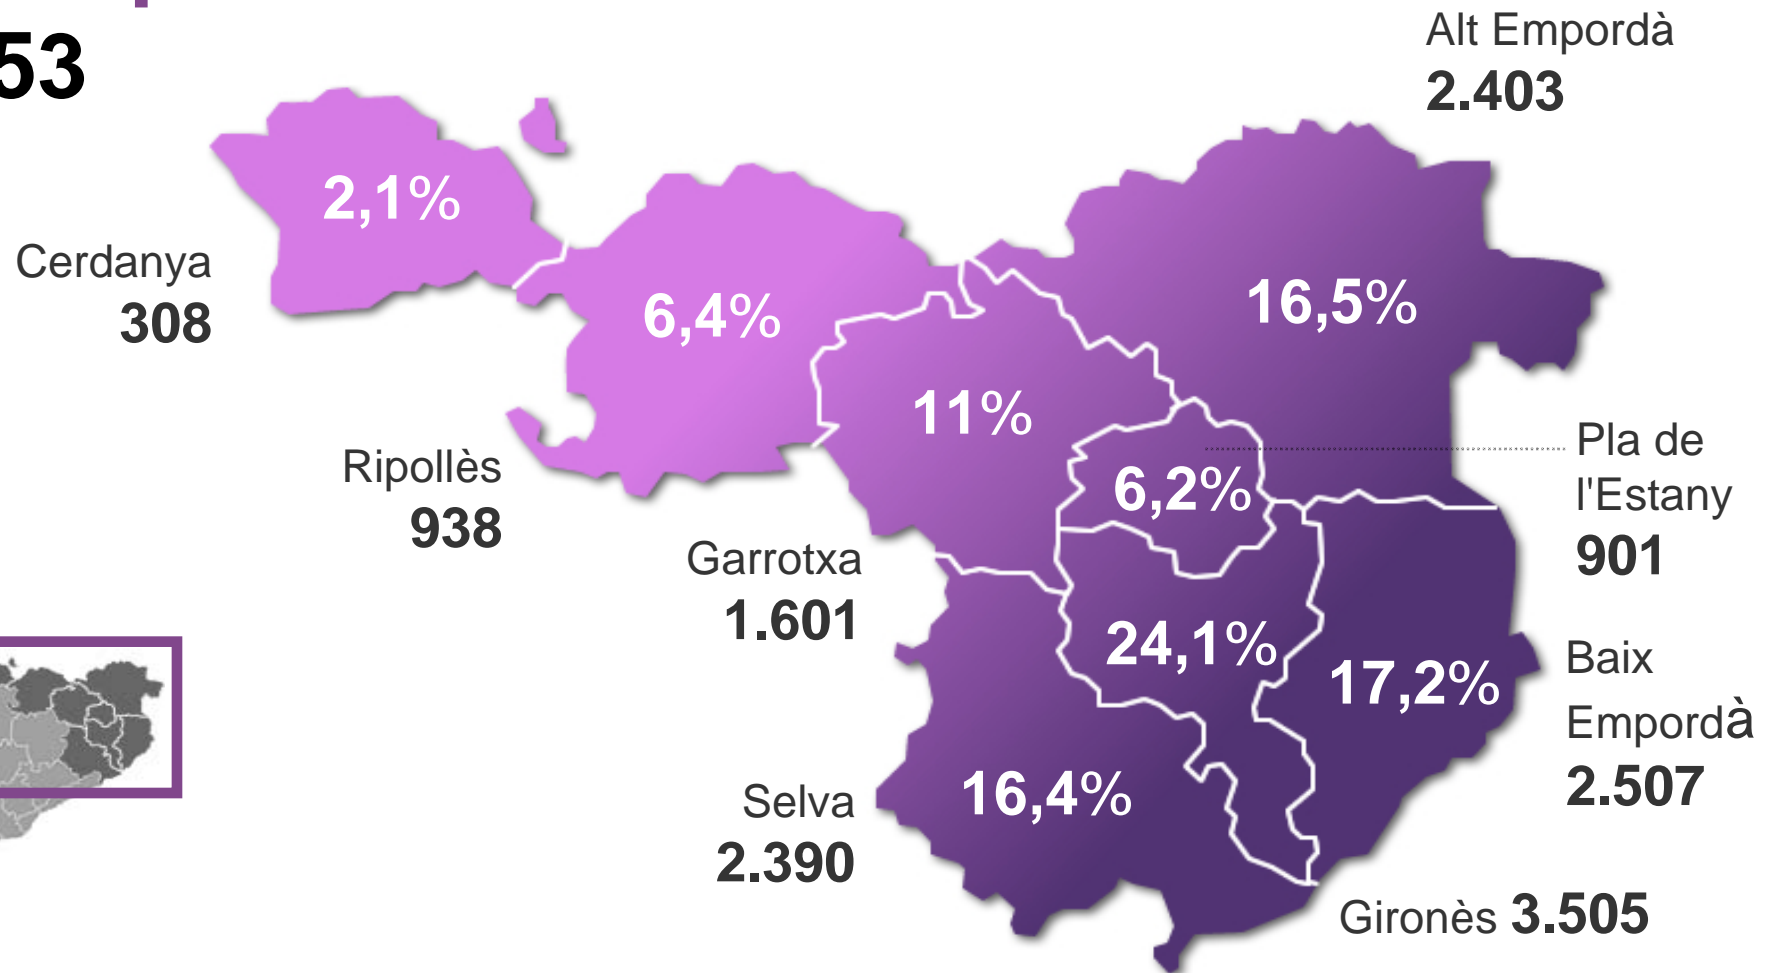 53
Alt Empordà
2.403
2,1%
Cerdanya
308
6,4%
16,5%
11%
Ripollès
938
Pla de
l'Estany
901
6,2%
Garrotxa
1.601
24,1%
17,2%
Baix
Empordà
2.507
Selva
2.390
16,4%
Gironès 3.505